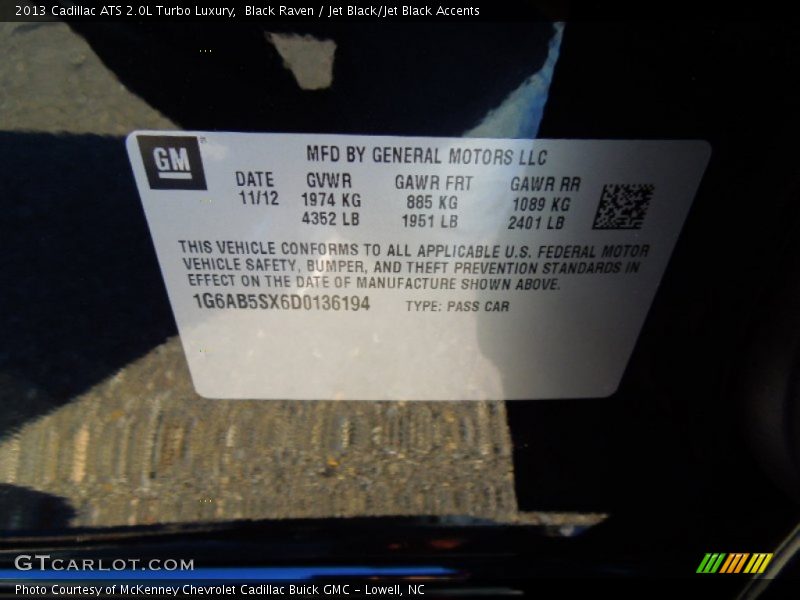 2013 Cadillac ATS 2.0L Turbo Luxury, Black Raven / Jet Black/Jet Black Accents
GM
MFD BY GENERAL MOTORS LLC
DATE GVWR GAWR FRT GAWR RR
11/12 1974 KG 885 KG 1089 KG
4352 LB 1951 LB 2401 LB
THIS VEHICLE CONFORMS TO ALL APPLICABLE U.S. FEDERAL MOTOR
VEHICLE SAFETY, BUMPER, AND THEFT PREVENTION STANDARDS IN
EFFECT ON THE DATE OF MANUFACTURE SHOWN ABOVE.
1G6AB5SX6D0136194 TYPE: PASS CAR
GTCARLOT.COM
Photo Courtesy of McKenney Chevrolet Cadillac Buick GMC - Lowell, NC